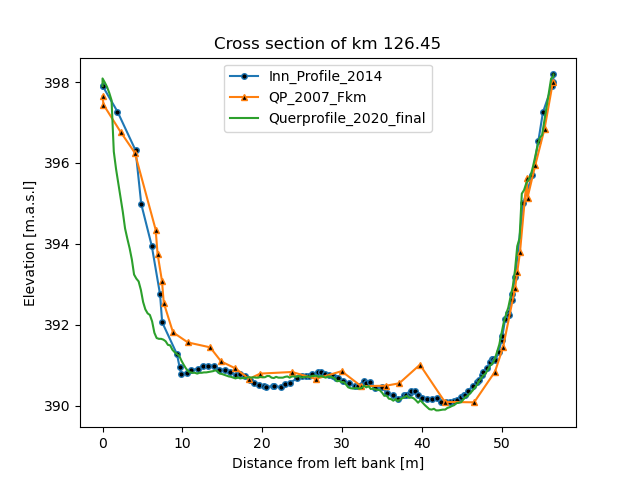 Cross section of km 126.45
Inn_Profile_2014
QP_2007_Fkm
Querprofile_2020_final
Elevation [m.a.s.l]
398
396
394
392
390
0 10 20 30 40 50
Distance from left bank [m]